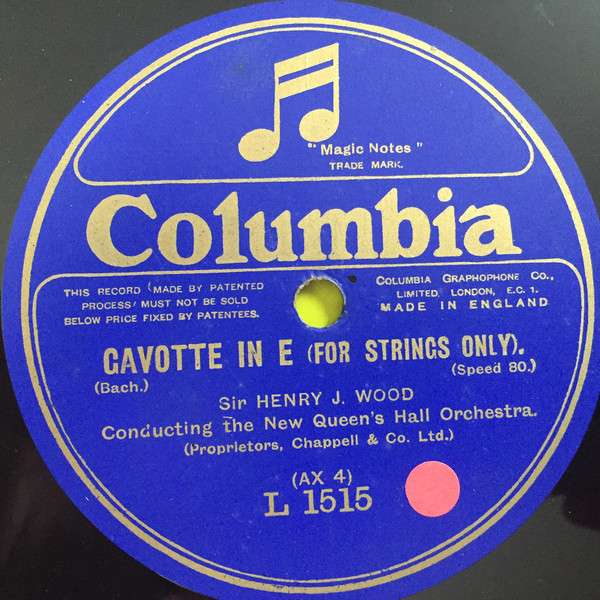 "Magic Notes"
TRADE MARK.
Columbia
THIS RECORD (MADE BY PATENTED
PROCESS) MUST NOT BE SOLD
BELOW PRICE FIXED BY PATENTEES.
COLUMBIA GRAPHOPHONE CO.,
LIMITED, LONDON, E.C. 1.
MADE IN ENGLAND
GAVOTTE IN E (FOR STRINGS ONLY).
(Bach.)
(Speed 80.)
Sir HENRY J. WOOD
Conducting the New Queen's Hall Orchestra.
(Proprietors, Chappell & Co. Ltd.)
(AX 4)
L 1515